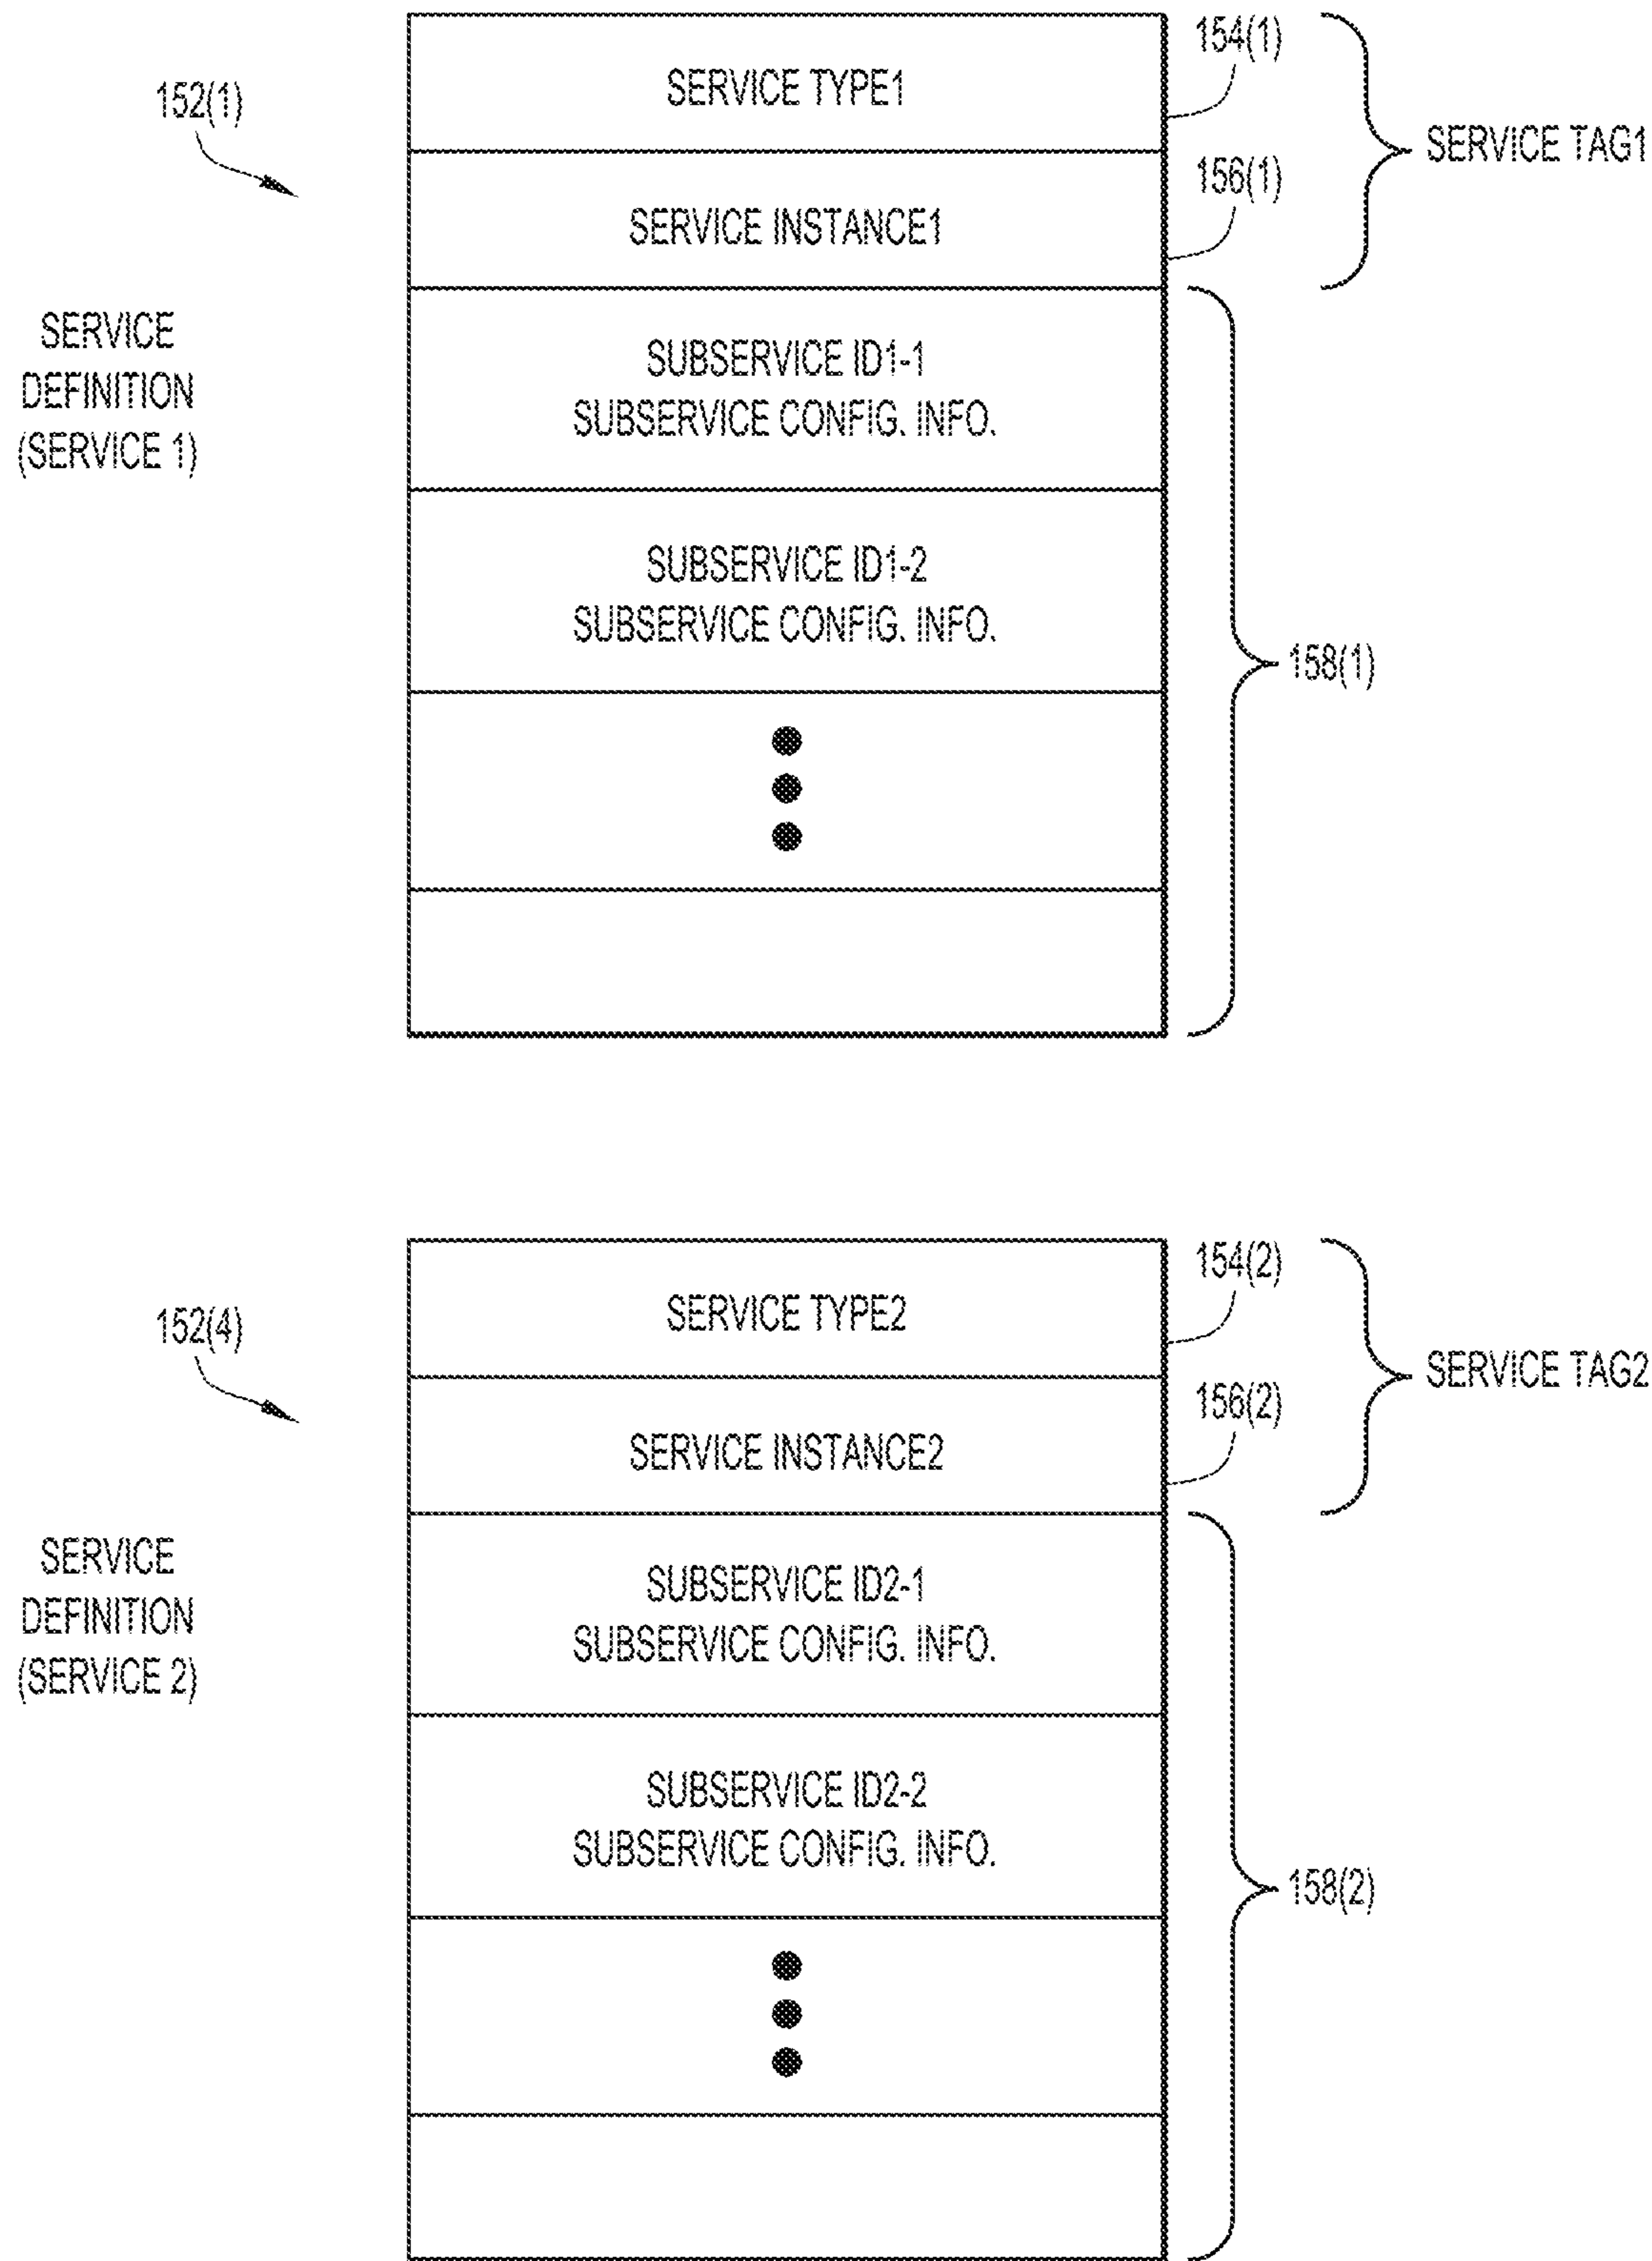 154(1)
SERVICE TYPE1
152(1)
SERVICE TAG1
156(1)
SERVICE INSTANCE1
SERVICE
DEFINITION
(SERVICE 1)
SUBSERVICE ID1-1
SUBSERVICE CONFIG. INFO.
SUBSERVICE ID1-2
SUBSERVICE CONFIG. INFO.
158(1)
154(2)
SERVICE TYPE2
152(4)
SERVICE TAG2
156(2)
SERVICE INSTANCE2
SERVICE
DEFINITION
(SERVICE 2)
SUBSERVICE ID2-1
SUBSERVICE CONFIG. INFO.
SUBSERVICE ID2-2
SUBSERVICE CONFIG. INFO.
158(2)